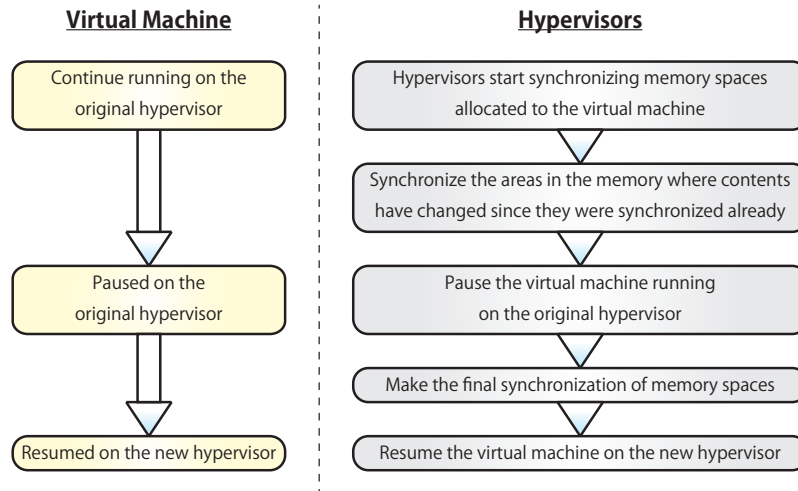 Virtual Machine
Continue running on the
original hypervisor
Paused on the
original hypervisor
Resumed on the new hypervisor
Hypervisors
Hypervisors start synchronizing memory spaces
allocated to the virtual machine
Synchronize the areas in the memory where contents
have changed since they were synchronized already
Pause the virtual machine running
on the original hypervisor
Make the final synchronization of memory spaces
Resume the virtual machine on the new hypervisor